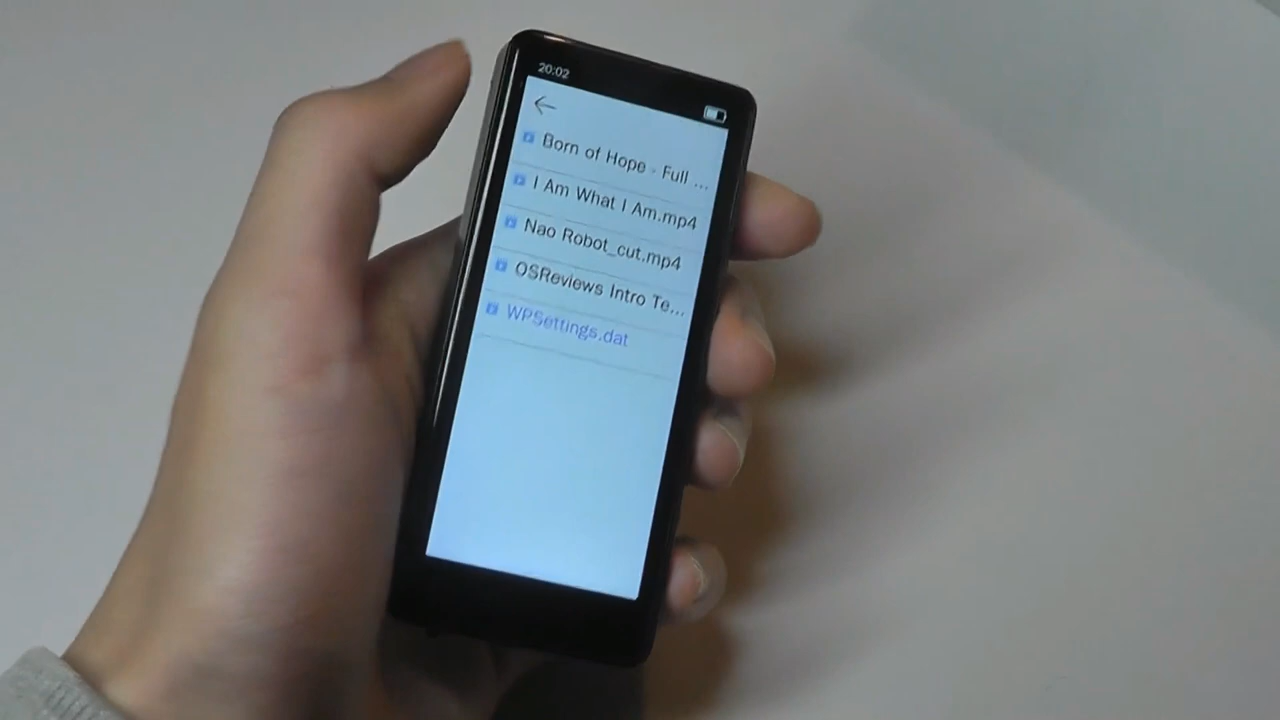 20:02
Born of Hope - Full ...
I Am What I Am.mp4
Nao Robot_cut.mp4
OSReviews Intro Te...
WPSettings.dat